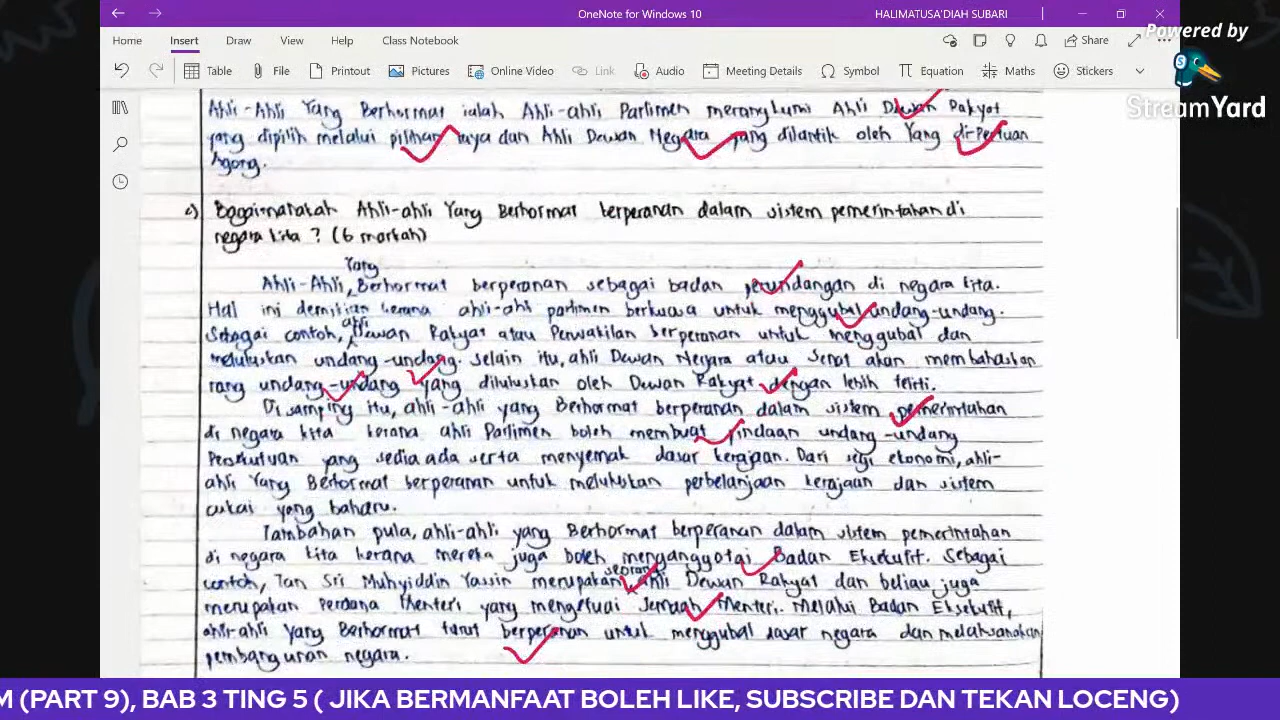 OneNote for Windows 10
HALIMATUSA'DIAH SUBARI
Home Insert Draw View Help Class Notebook Share
Table File Printout Pictures Online Video Link Audio Meeting Details Symbol Equation Maths Stickers
Powered by
StreamYard
Ahli-Ahli Yang Berhormat ialah Ahli-ahli Parlimen merangkumi Ahli Dewan Rakyat
yang dipilih melalui pilihan raya dan Ahli Dewan Negara yang dilantik oleh Yang di-Pertuan
Agong.
c) Bagaimanakah Ahli-ahli Yang Berhormat berperanan dalam sistem pemerintahan di
negara kita? (6 markah)
Yang
Ahli-Ahli, Berhormat berperanan sebagai badan perundangan di negara kita.
Hal ini demikian kerana ahli-ahli parlimen berkuasa untuk menggubal undang-undang.
ahli
Sebagai contoh, Dewan Rakyat atau Perwakilan berperanan untuk menggubal dan
meluluskan undang-undang. Selain itu, ahli Dewan Negara atau Senat akan membahaskan
rang undang-undang yang diluluskan oleh Dewan Rakyat dengan lebih teliti.
Di samping itu, ahli-ahli yang Berhormat berperanan dalam sistem pemerintahan
di negara kita kerana ahli Parlimen boleh membuat pindaan undang-undang
Persekutuan yang sedia ada serta menyemak dasar kerajaan. Dari segi ekonomi, ahli-
ahli Yang Berhormat berperanan untuk meluluskan perbelanjaan kerajaan dan sistem
cukai yang baharu.
Tambahan pula, ahli-ahli yang Berhormat berperanan dalam sistem pemerintahan
di negara kita kerana mereka juga boleh menganggotai Badan Eksekutif. Sebagai
seorang
contoh, Tan Sri Muhyiddin Yassin merupakan ahli Dewan Rakyat dan beliau juga
merupakan Perdana Menteri yang mengetuai Jemaah Menteri. Melalui Badan Eksekutif,
ahli-ahli yang Berhormat turut berperanan untuk menggubal dasar negara dan melaksanakan
pembangunan negara.
M (PART 9), BAB 3 TING 5 ( JIKA BERMANFAAT BOLEH LIKE, SUBSCRIBE DAN TEKAN LOCENG)